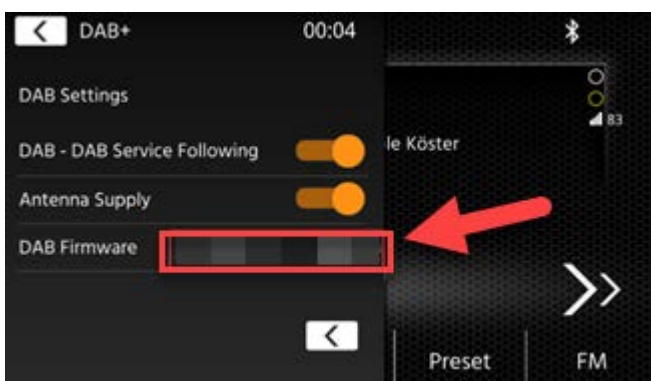 DAB+ 00:04
DAB Settings
83
DAB - DAB Service Following
le Köster
Antenna Supply
DAB Firmware
Preset FM